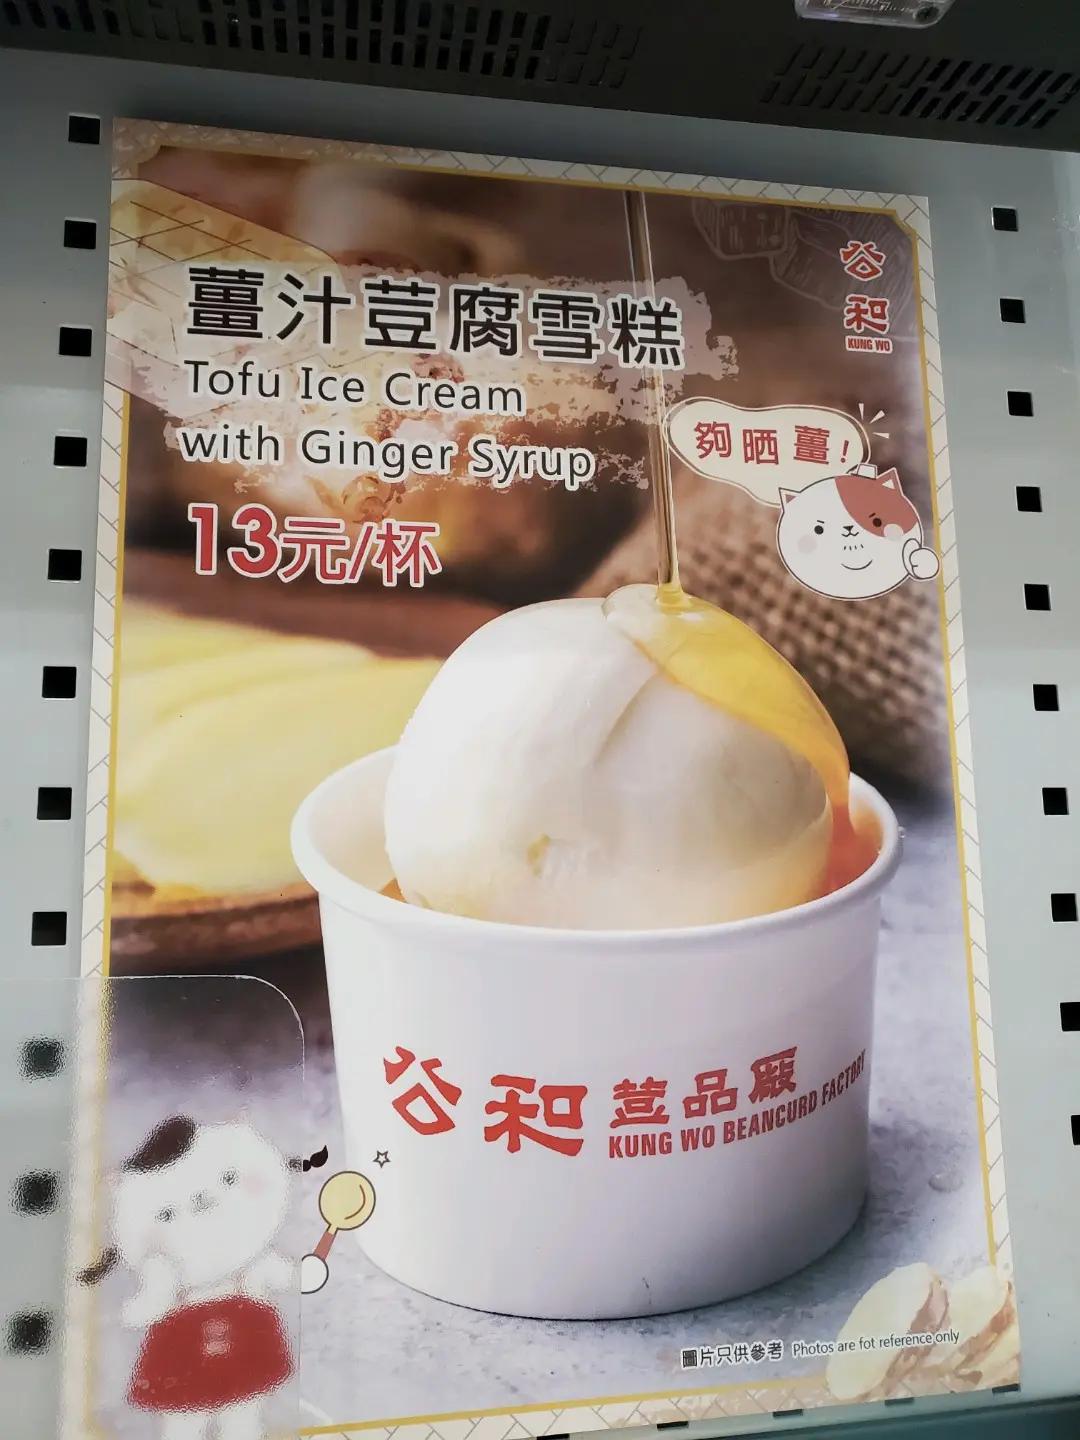 薑汁荳腐雪糕
Tofu Ice Cream
with Ginger Syrup
13元/杯
公和
KUNG WO
夠晒薑!
公和荳品廠
KUNG WO BEANCURD FACTORY
圖片只供參考 Photos are fot reference only